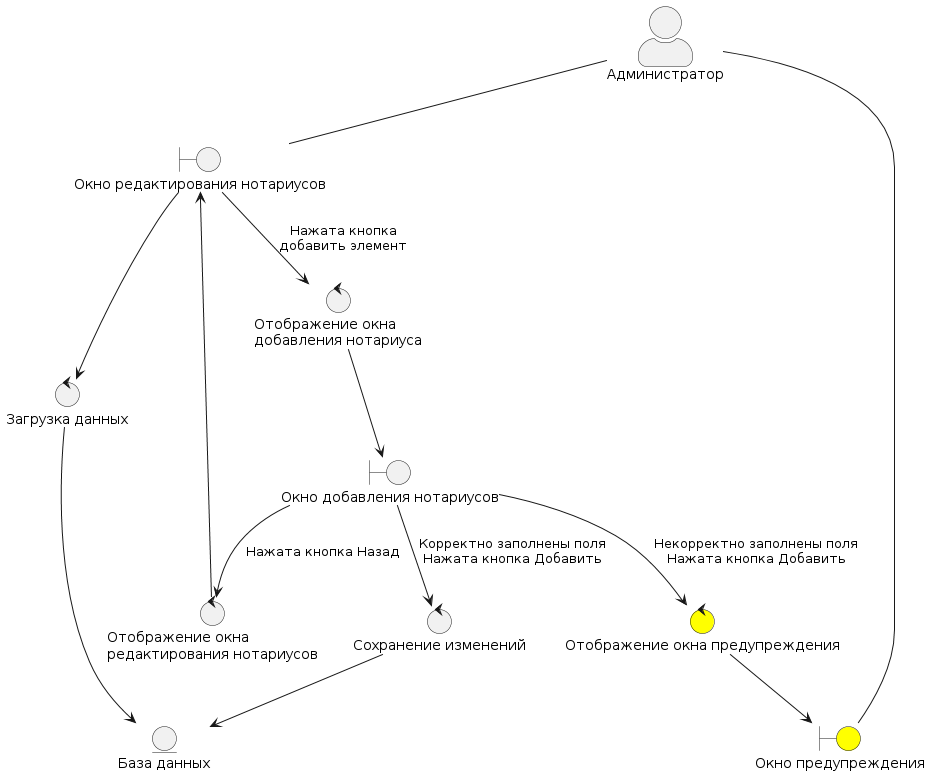 Администратор
Окно редактирования нотариусов
Нажата кнопка
добавить элемент
Отображение окна
добавления нотариуса
Загрузка данных
Окно добавления нотариусов
Нажата кнопка Назад
Корректно заполнены поля
Нажата кнопка Добавить
Некорректно заполнены поля
Нажата кнопка Добавить
Отображение окна
редактирования нотариусов
Сохранение изменений
Отображение окна предупреждения
База данных
Окно предупреждения